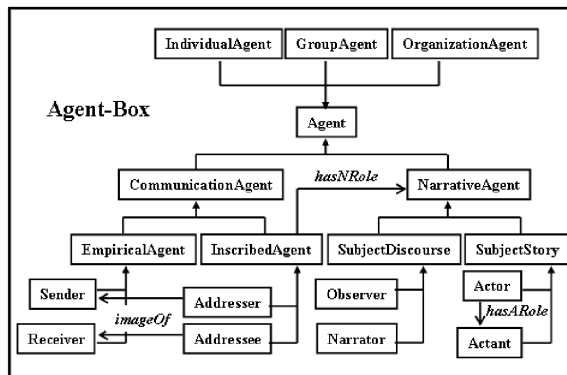 IndividualAgent GroupAgent OrganizationAgent
Agent-Box
Agent
CommunicationAgent hasNRole NarrativeAgent
EmpiricalAgent InscribedAgent SubjectDiscourse SubjectStory
Sender Addresser Observer Actor
imageOf hasARole
Receiver Addressee Narrator Actant